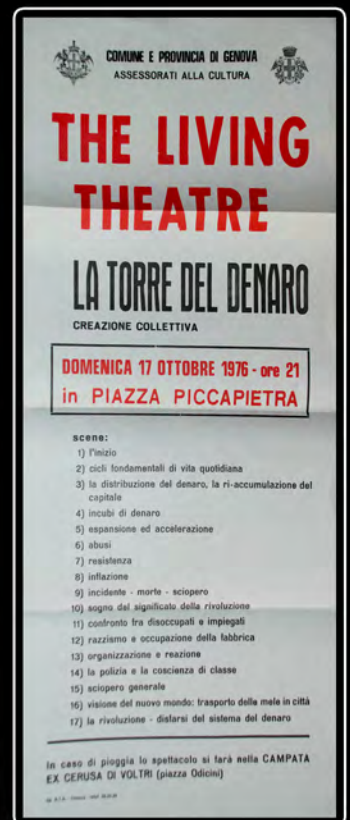 COMUNE E PROVINCIA DI GENOVA
ASSESSORATI ALLA CULTURA
THE LIVING
THEATRE
LA TORRE DEL DENARO
CREAZIONE COLLETTIVA
DOMENICA 17 OTTOBRE 1976 - ore 21
in PIAZZA PICCAPIETRA
scene:
1) l'inizio
2) cicli fondamentali di vita quotidiana
3) la distribuzione del denaro, la ri-accumulazione del
capitale
4) incubi di denaro
5) espansione ed accelerazione
6) abusi
7) resistenza
8) inflazione
9) incidente - morte - sciopero
10) sogno del significato della rivoluzione
11) confronto fra disoccupati e impiegati
12) razzismo e occupazione della fabbrica
13) organizzazione e reazione
14) la polizia e la coscienza di classe
15) sciopero generale
16) visione del nuovo mondo: trasporto delle mele in città
17) la rivoluzione - disfarsi del sistema del denaro
In caso di pioggia lo spettacolo si farà nella CAMPATA
EX CERUSA DI VOLTRI (piazza Odicini)